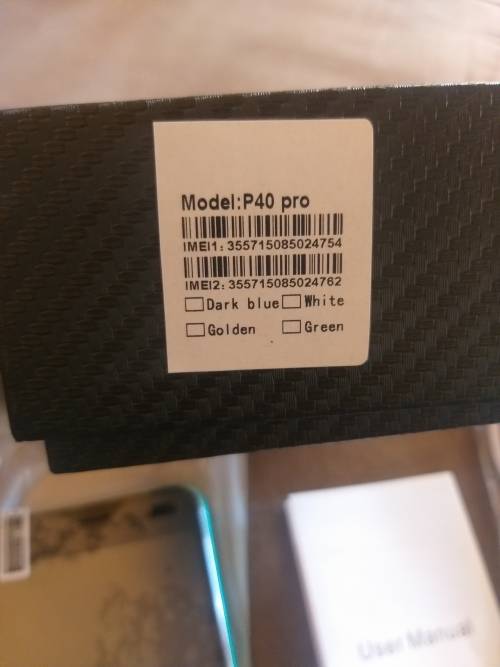 Model:P40 pro
IMEI1: 355715085024754
IMEI2: 355715085024762
Dark blue White
Golden Green
User Manual